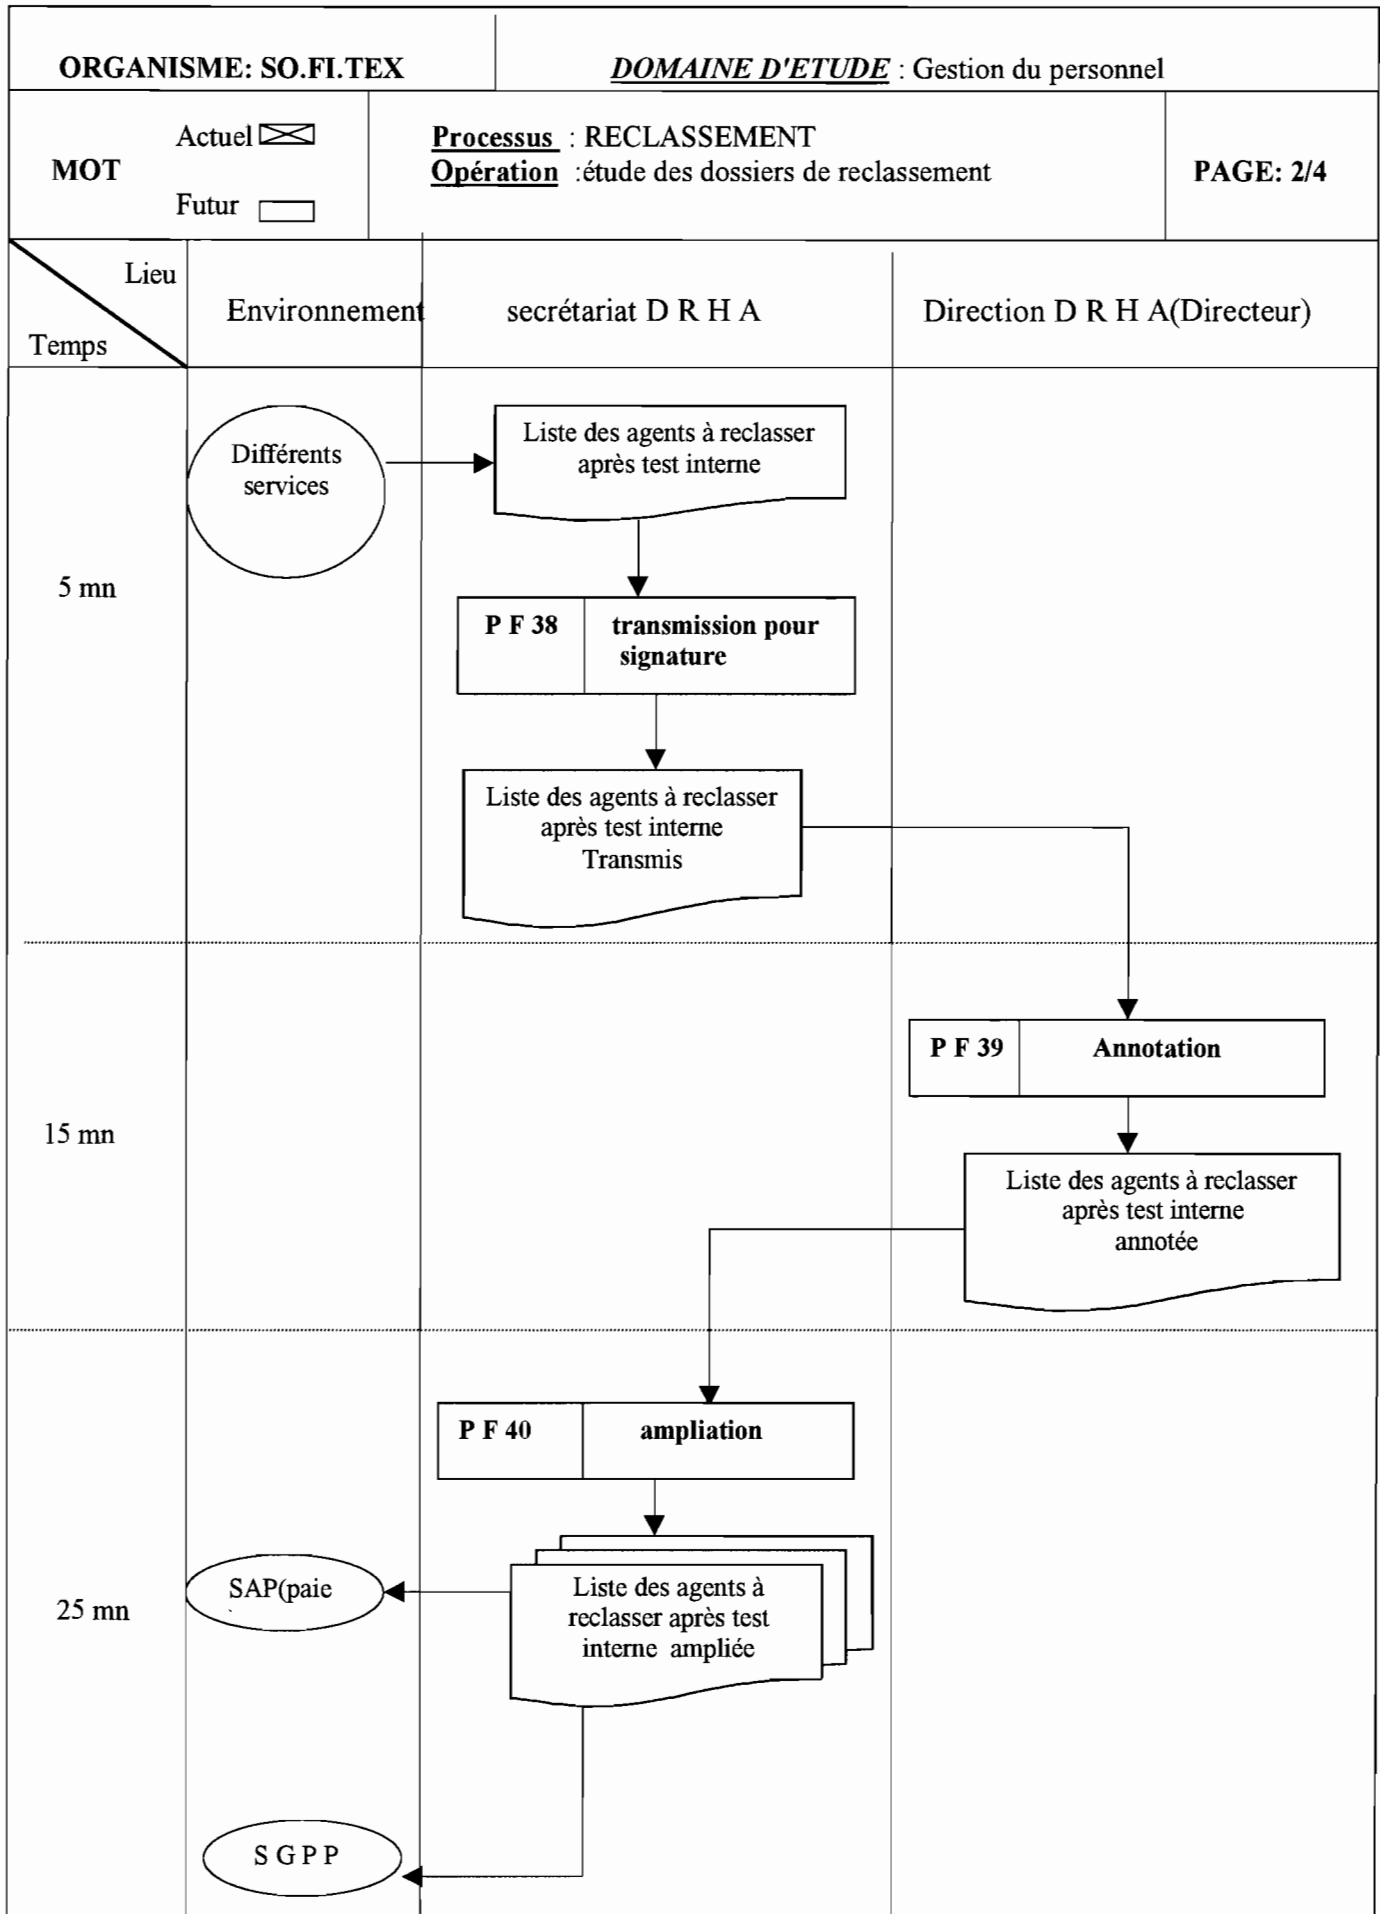 ORGANISME: SO.FI.TEX
DOMAINE D'ETUDE : Gestion du personnel
MOT
Actuel
Futur
Processus : RECLASSEMENT
Opération :étude des dossiers de reclassement
PAGE: 2/4
Lieu
Temps
Environnement
secrétariat D R H A
Direction D R H A(Directeur)
5 mn
Différents
services
Liste des agents à reclasser
après test interne
P F 38
transmission pour
signature
Liste des agents à reclasser
après test interne
Transmis
15 mn
P F 39
Annotation
Liste des agents à reclasser
après test interne
annotée
25 mn
P F 40
ampliation
SAP(paie
Liste des agents à
reclasser après test
interne ampliée
S G P P